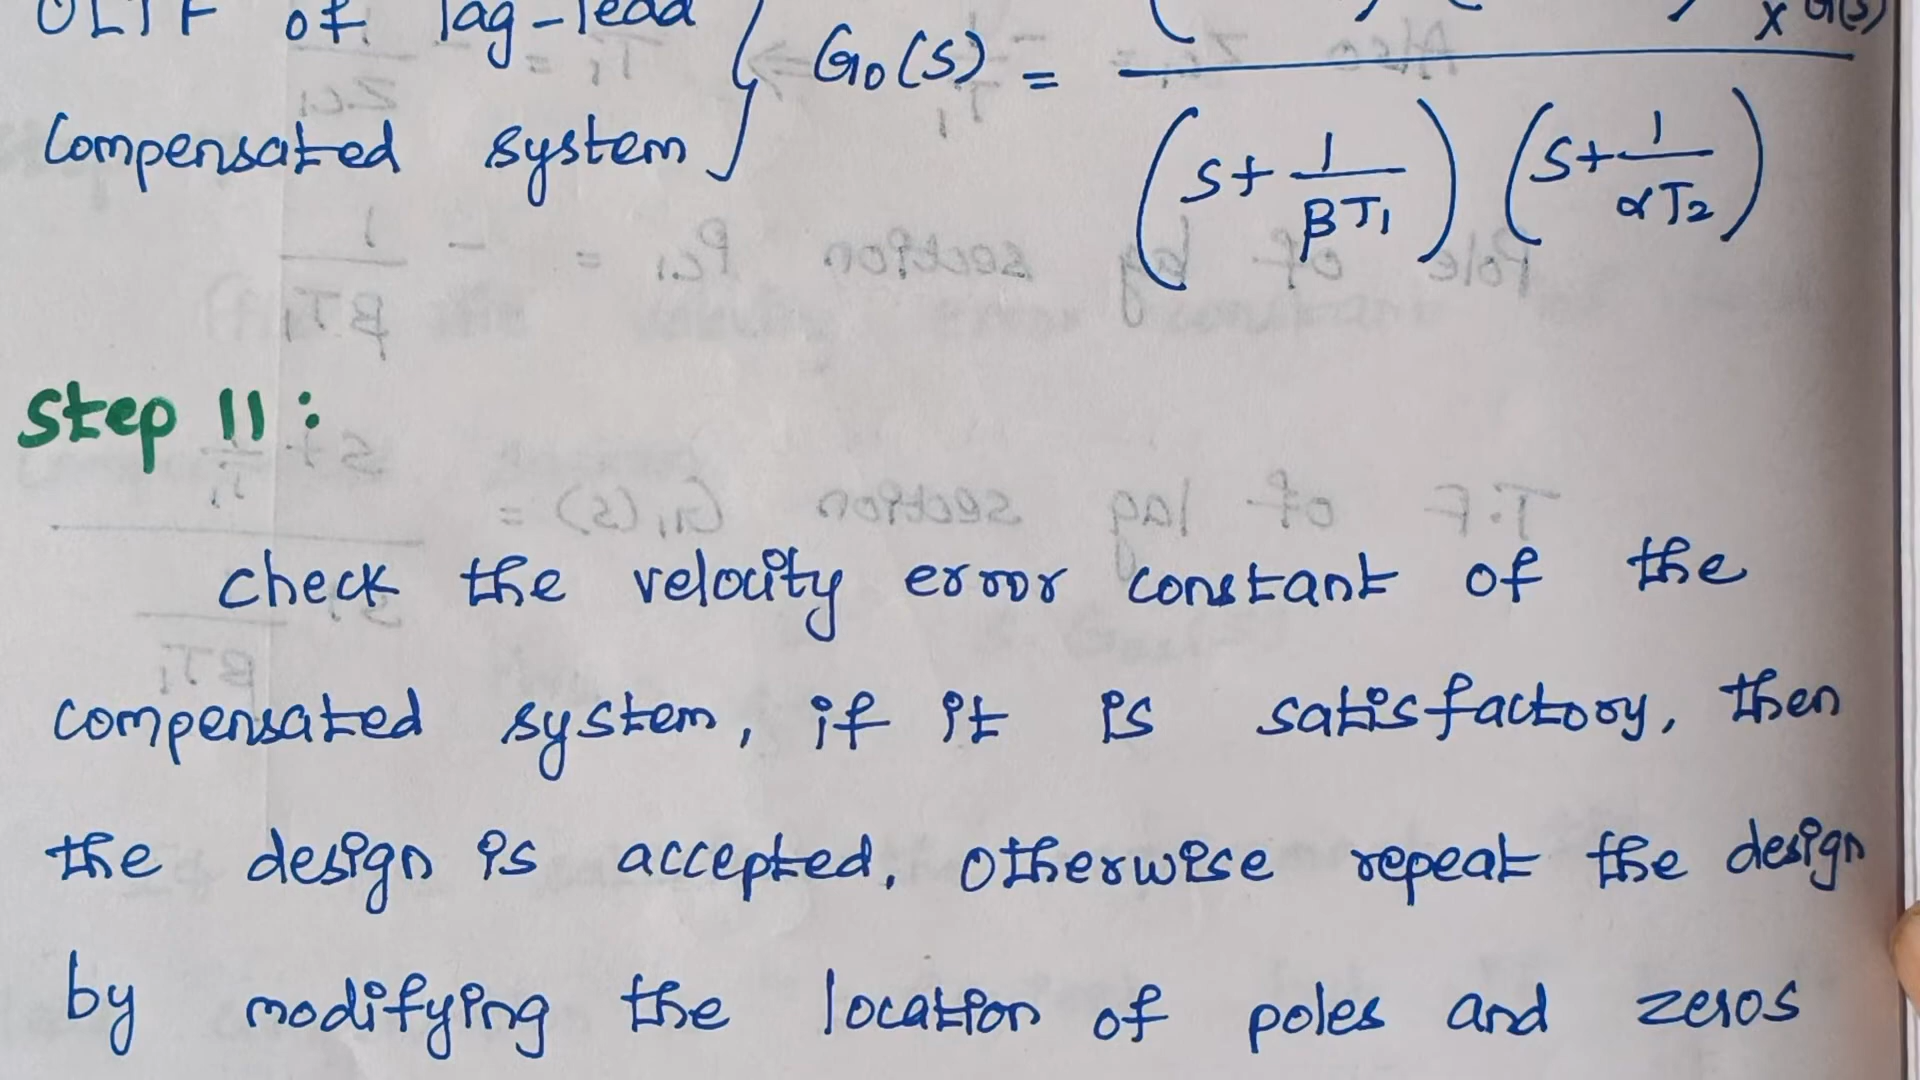 OLTF of lag-lead
Compensated system } G₀(S) =
x G(s)
(S + 1/βT₁) (S + 1/αT₂)
Step 11:
check the velocity error constant of the
compensated system, if it is satisfactory, then
the design is accepted, otherwise repeat the design
by modifying the location of poles and zeros